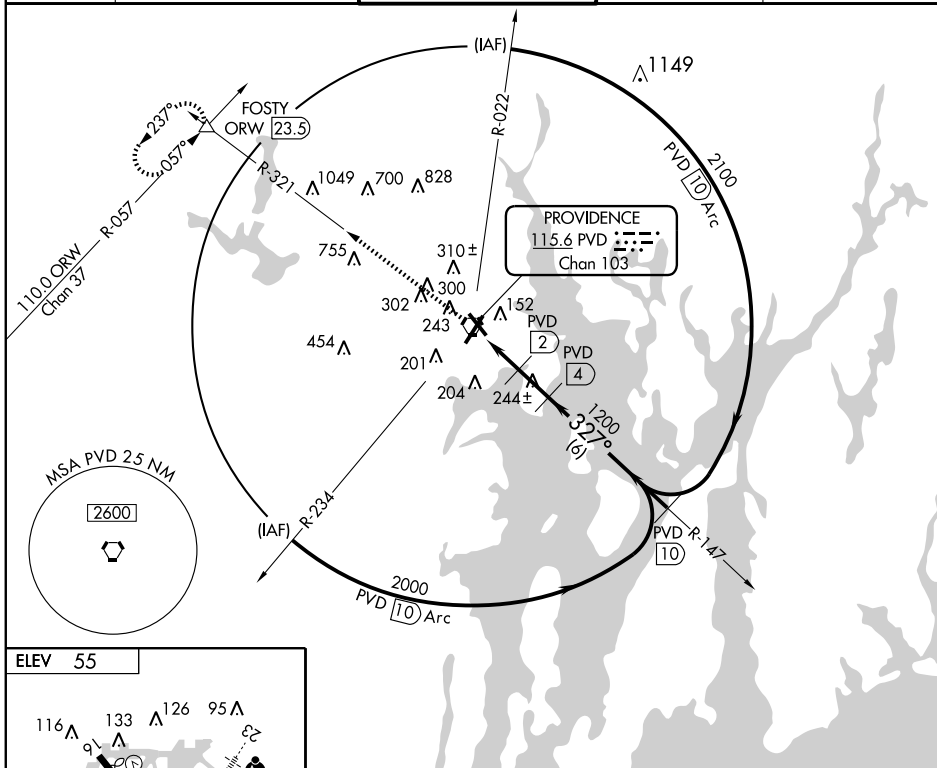 (IAF)
1149
R-022
FOSTY
ORW 23.5
237°
057°
R-321
1049
700
828
2100
PVD 10 Arc
R-057
110.0 ORW
Chan 37
PROVIDENCE
115.6 PVD
Chan 103
755
310±
300
302
243
152
PVD
2
454
201
PVD
4
204
244±
1200
327°
(6)
MSA PVD 25 NM
2600
(IAF)
R-234
PVD
10
R-147
2000
PVD 10 Arc
ELEV 55
116
133
126
95
16
23